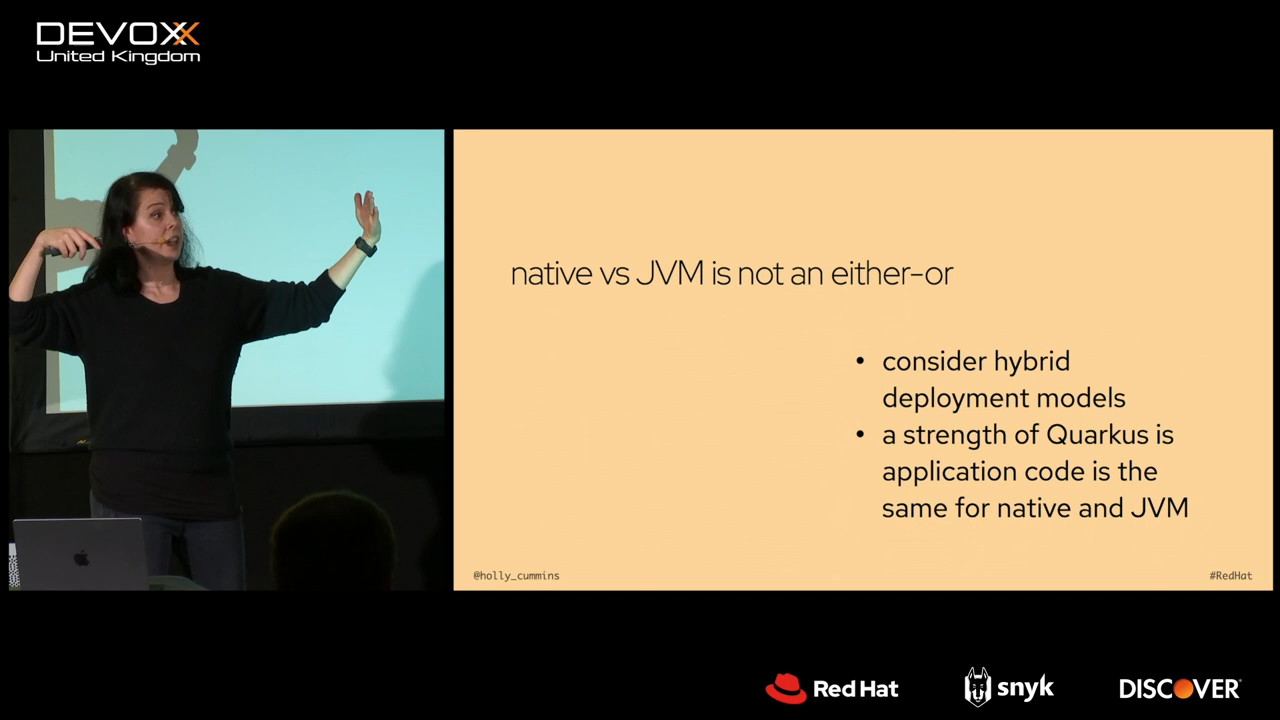 DEVOXX
United Kingdom
native vs JVM is not an either-or
• consider hybrid
deployment models
• a strength of Quarkus is
application code is the
same for native and JVM
@holly_cummins
#RedHat
Red Hat
snyk
DISCOVER